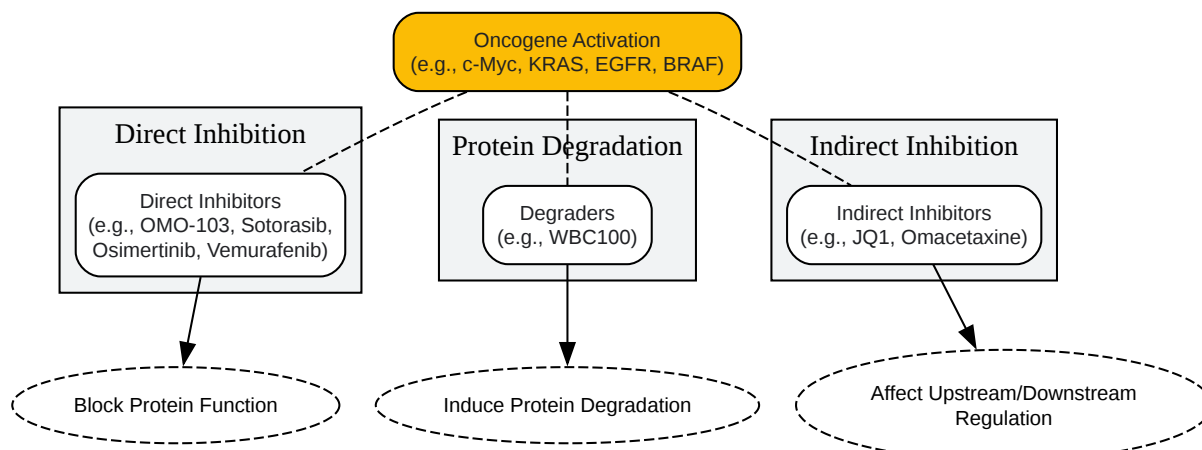 Oncogene Activation
(e.g., c-Myc, KRAS, EGFR, BRAF)
Direct Inhibition
Protein Degradation
Indirect Inhibition
Direct Inhibitors
(e.g., OMO-103, Sotorasib,
Osimertinib, Vemurafenib)
Degraders
(e.g., WBC100)
Indirect Inhibitors
(e.g., JQ1, Omacetaxine)
Block Protein Function
Induce Protein Degradation
Affect Upstream/Downstream
Regulation